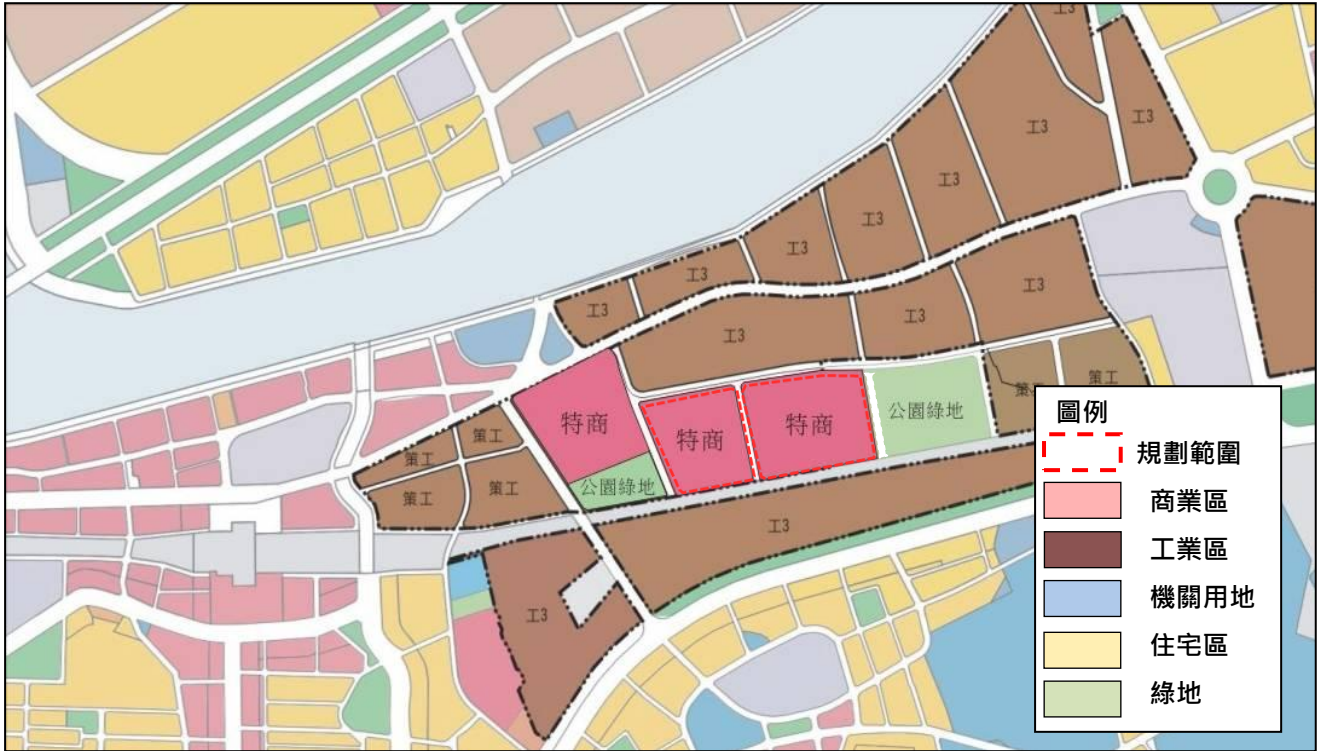 工3
工3
工3
工3
工3
工3
工3
工3
工3
工3
工3
策工
策工
特商
特商
特商
公園綠地
策工
策工
策工
策工
公園綠地
工3
工3
圖例
規劃範圍
商業區
工業區
機關用地
住宅區
綠地